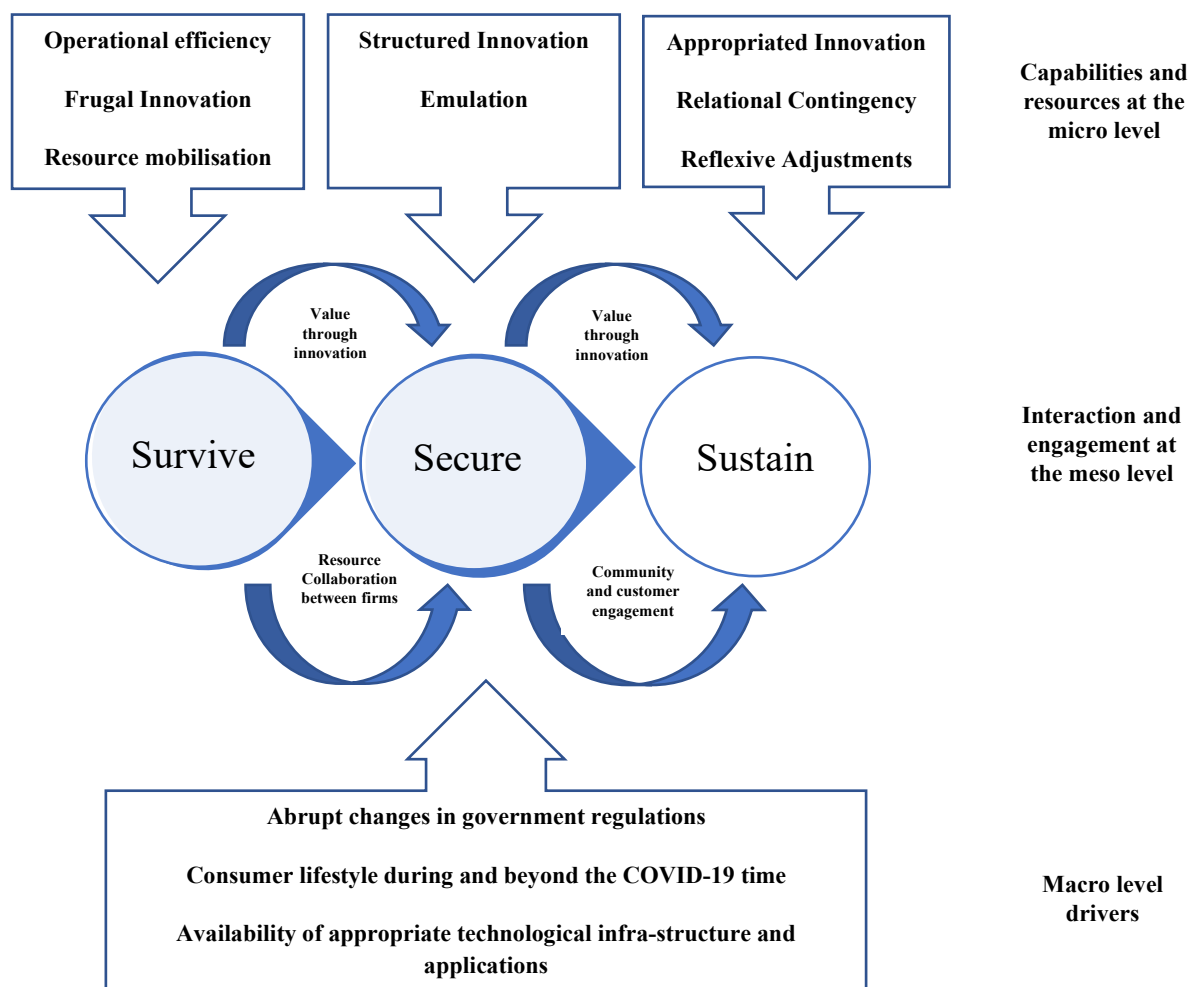 Operational efficiency
Frugal Innovation
Resource mobilisation
Structured Innovation
Emulation
Appropriated Innovation
Relational Contingency
Reflexive Adjustments
Capabilities and
resources at the
micro level
Value
through
innovation
Value
through
innovation
Survive
Secure
Sustain
Interaction and
engagement at
the meso level
Resource
Collaboration
between firms
Community
and customer
engagement
Abrupt changes in government regulations
Consumer lifestyle during and beyond the COVID-19 time
Availability of appropriate technological infra-structure and
applications
Macro level
drivers